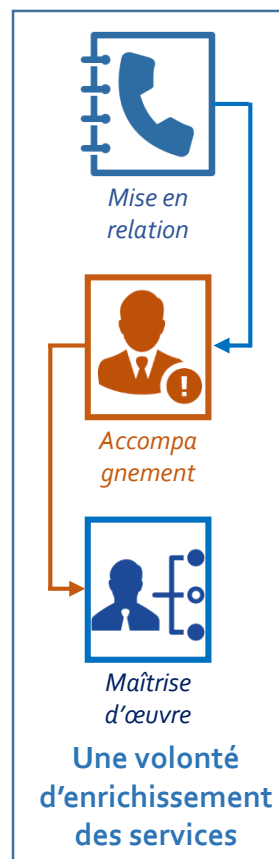 Mise en
relation
!
Accompa
gnement
Maîtrise
d'œuvre
Une volonté
d'enrichissement
des services